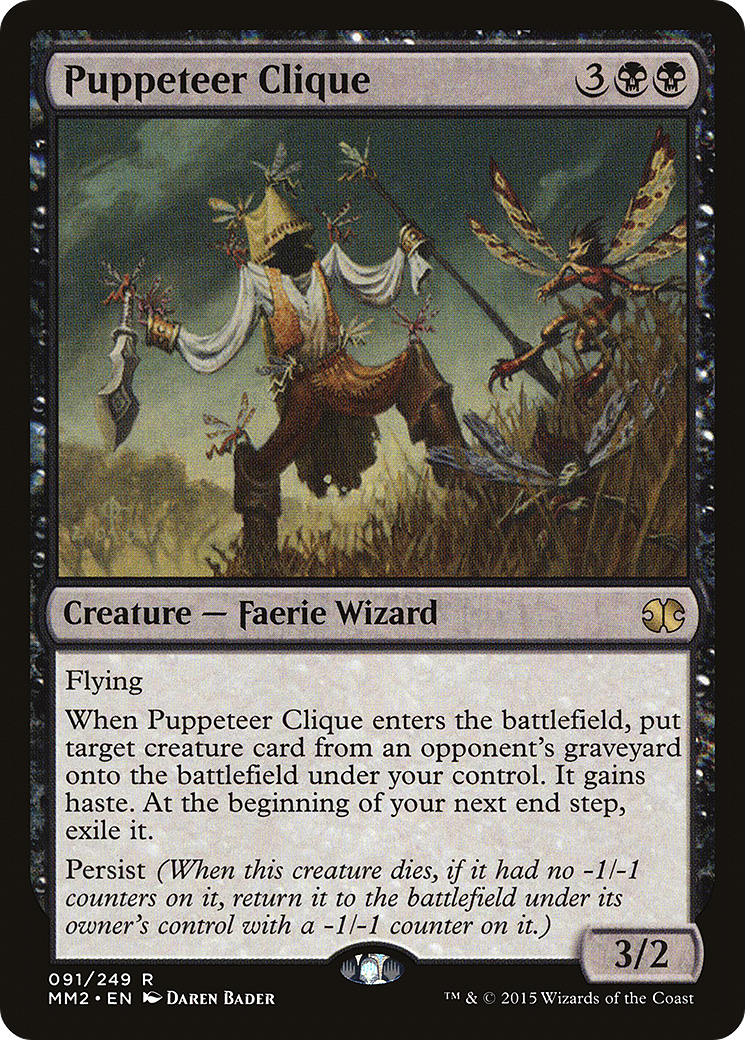 Puppeteer Clique 3
Creature — Faerie Wizard
Flying
When Puppeteer Clique enters the battlefield, put
target creature card from an opponent's graveyard
onto the battlefield under your control. It gains
haste. At the beginning of your next end step,
exile it.
Persist (When this creature dies, if it had no -1/-1
counters on it, return it to the battlefield under its
owner's control with a -1/-1 counter on it.)
3/2
091/249 R
MM2 • EN Daren Bader
™ & © 2015 Wizards of the Coast